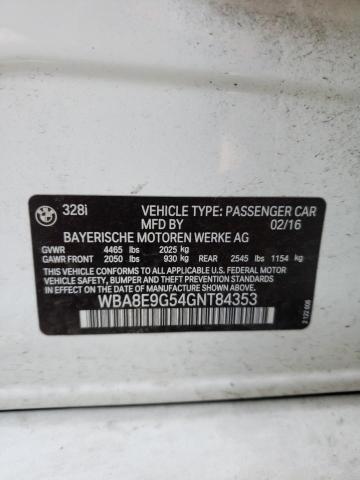 BMW 328i VEHICLE TYPE: PASSENGER CAR
MFD BY 02/16
BAYERISCHE MOTOREN WERKE AG
GVWR 4465 lbs 2025 kg
GAWR FRONT 2050 lbs 930 kg REAR 2545 lbs 1154 kg
THIS VEHICLE CONFORMS TO ALL APPLICABLE U.S. FEDERAL MOTOR
VEHICLE SAFETY, BUMPER AND THEFT PREVENTION STANDARDS
IN EFFECT ON THE DATE OF MANUFACTURE SHOWN ABOVE.
WBA8E9G54GNT84353